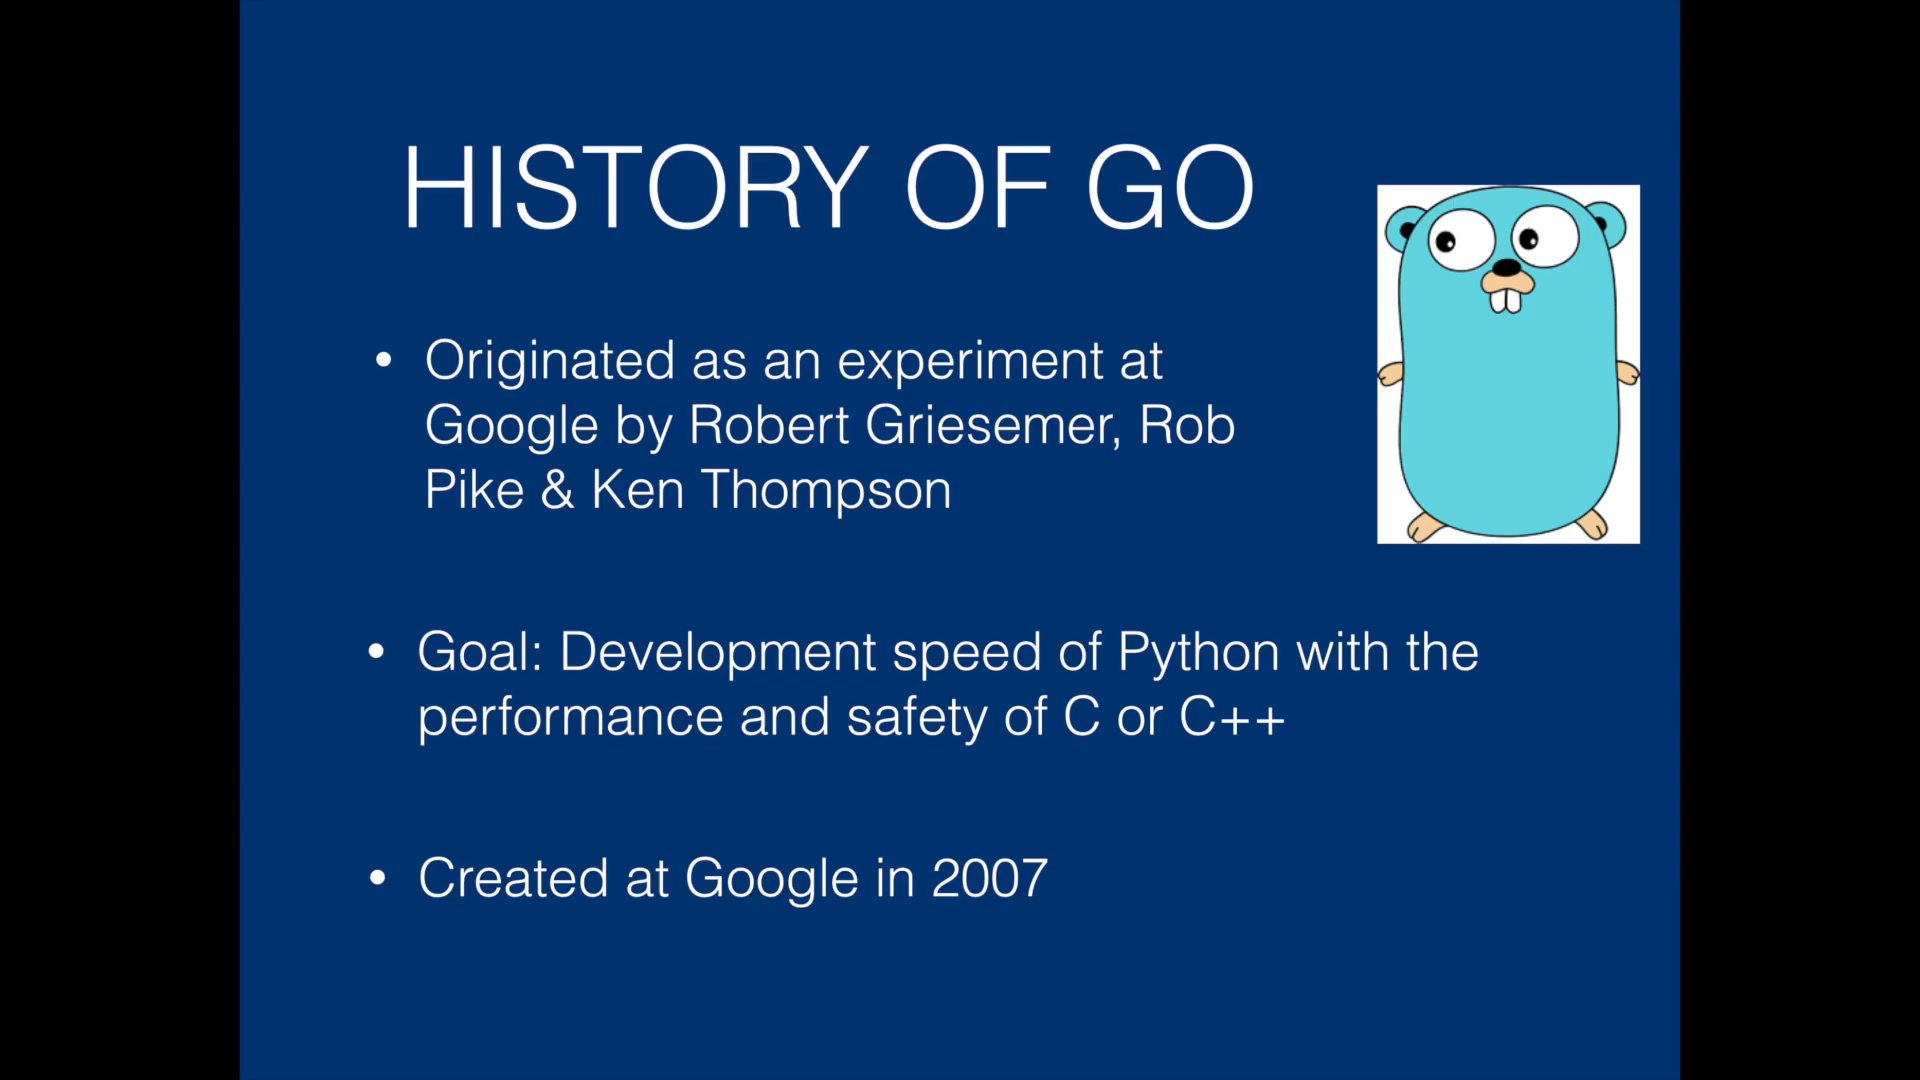 HISTORY OF GO
• Originated as an experiment at
Google by Robert Griesemer, Rob
Pike & Ken Thompson
• Goal: Development speed of Python with the
performance and safety of C or C++
• Created at Google in 2007